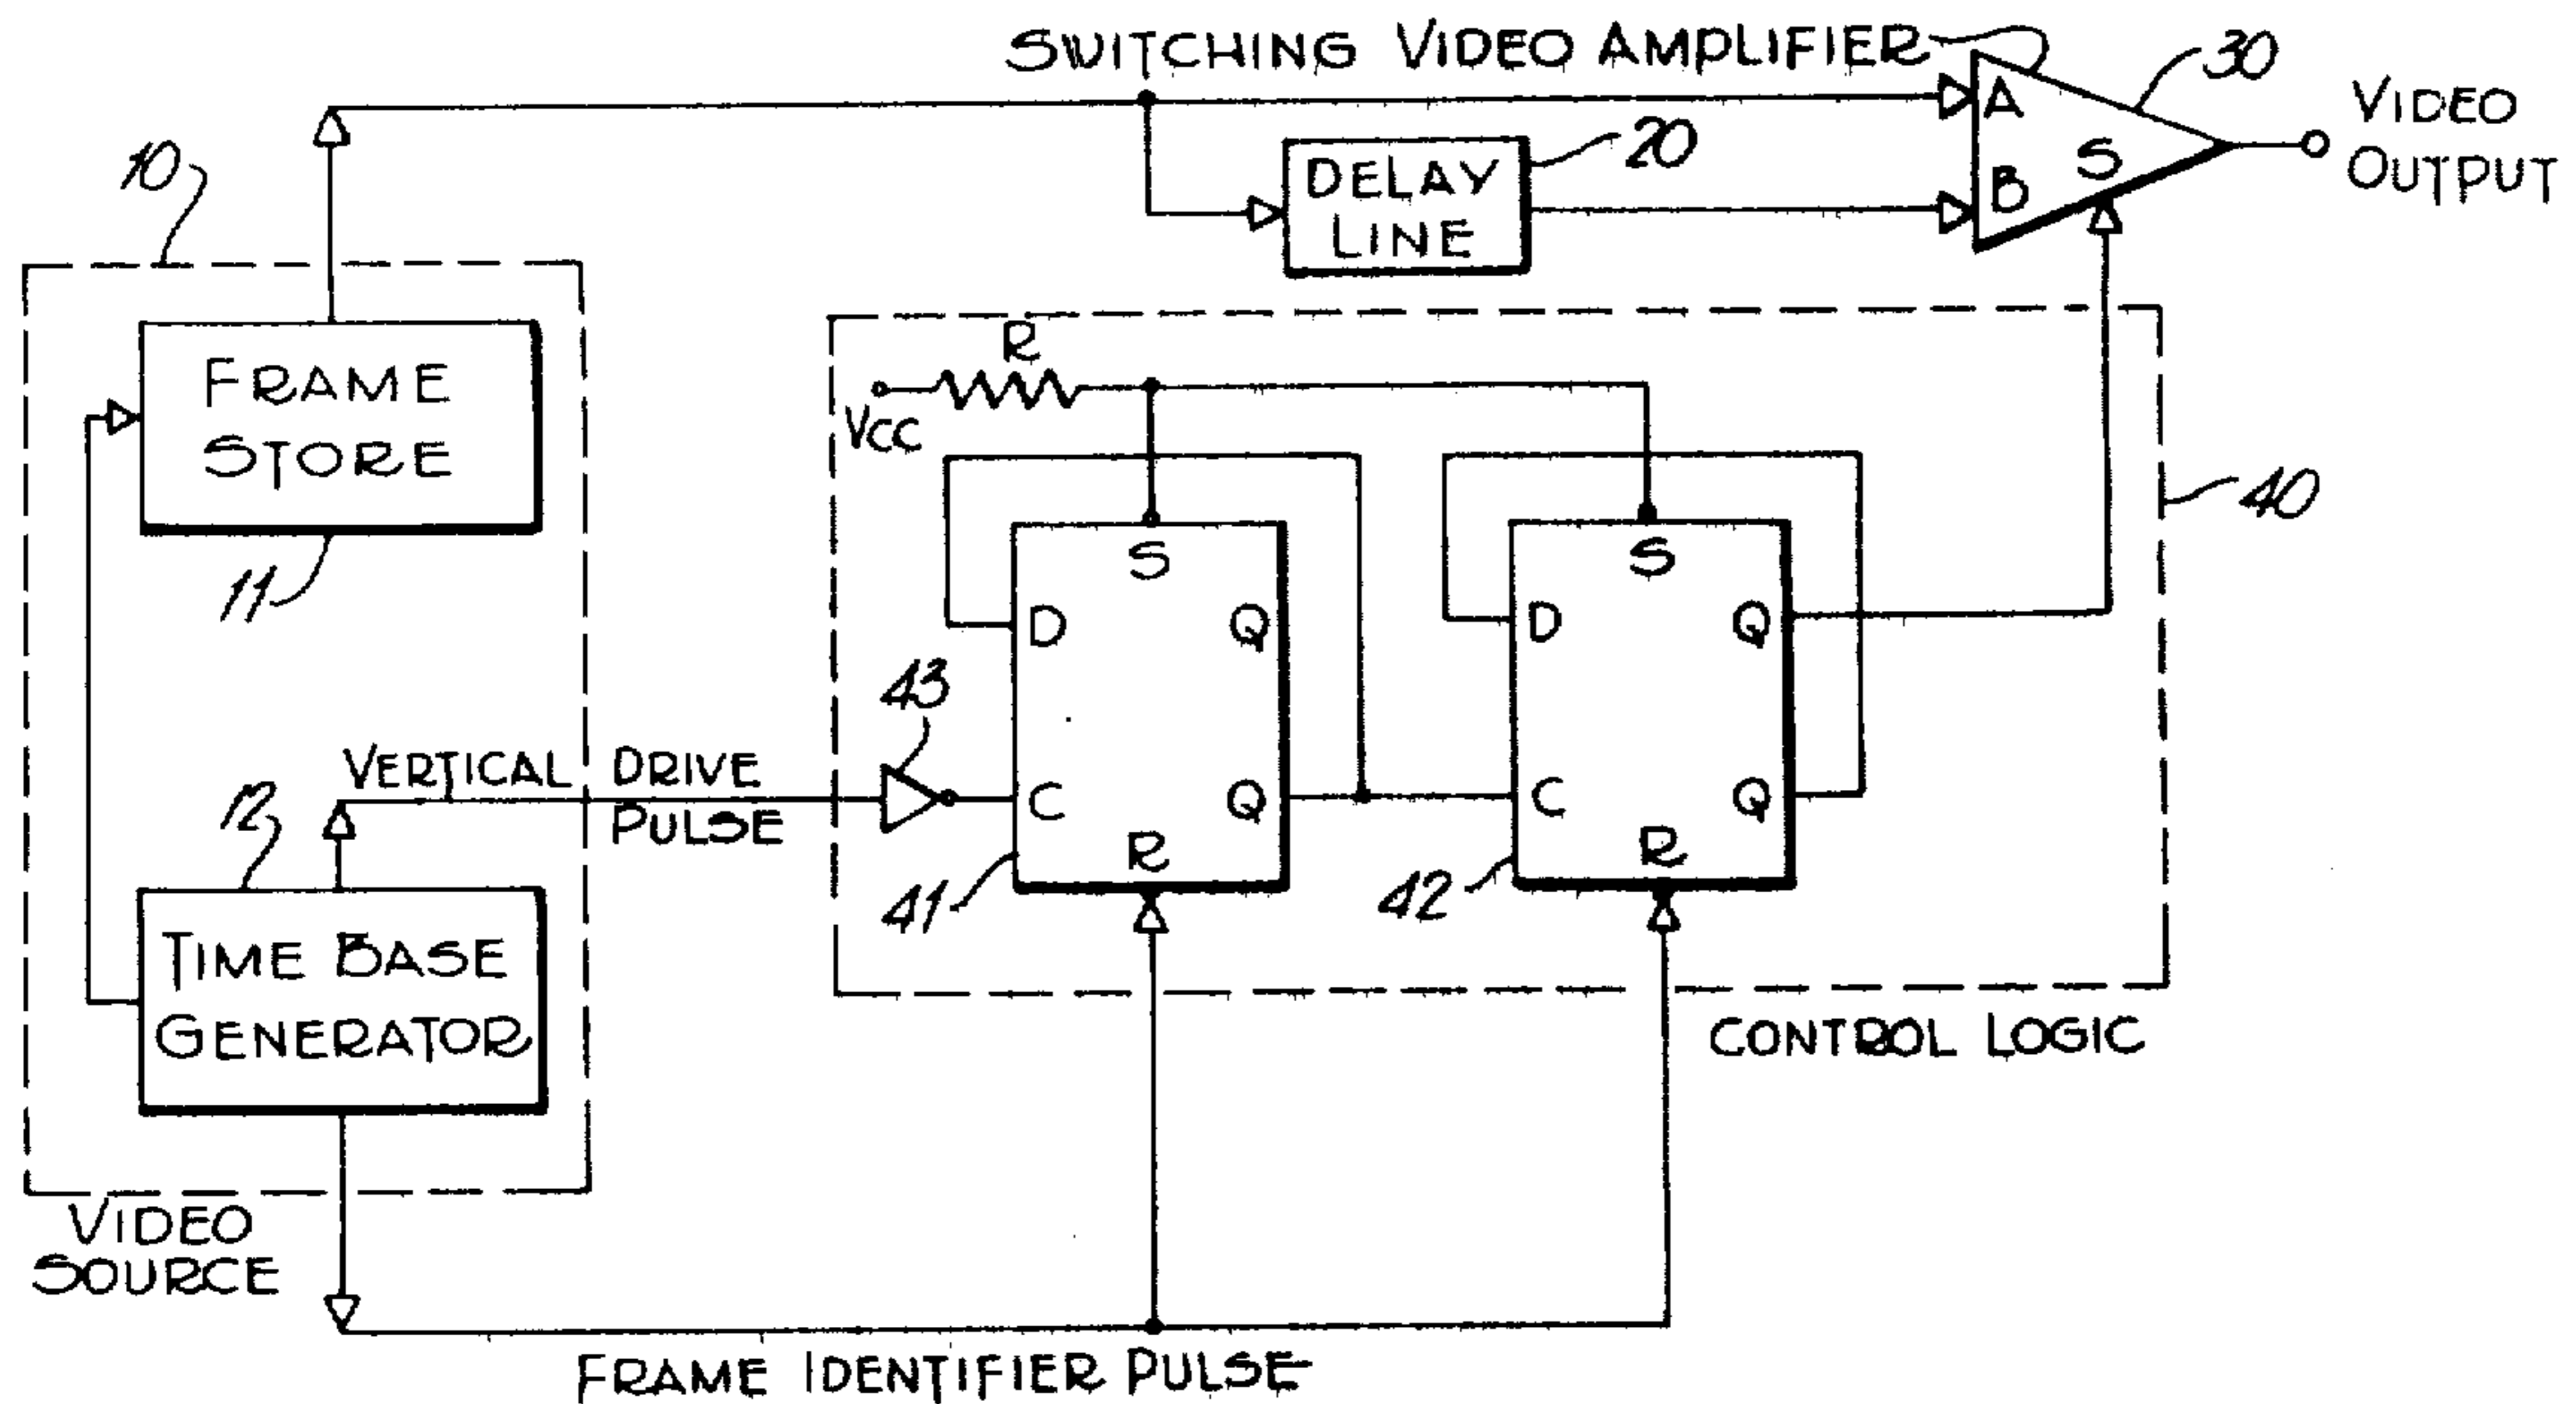 SWITCHING VIDEO AMPLIFIER
30
VIDEO
OUTPUT
A
B
S
20
DELAY
LINE
10
FRAME
STORE
11
R
VCC
40
S
D
Q
C
Q
R
41
43
S
D
Q
C
Q
R
42
VERTICAL DRIVE
PULSE
12
TIME BASE
GENERATOR
CONTROL LOGIC
VIDEO
SOURCE
FRAME IDENTIFIER PULSE